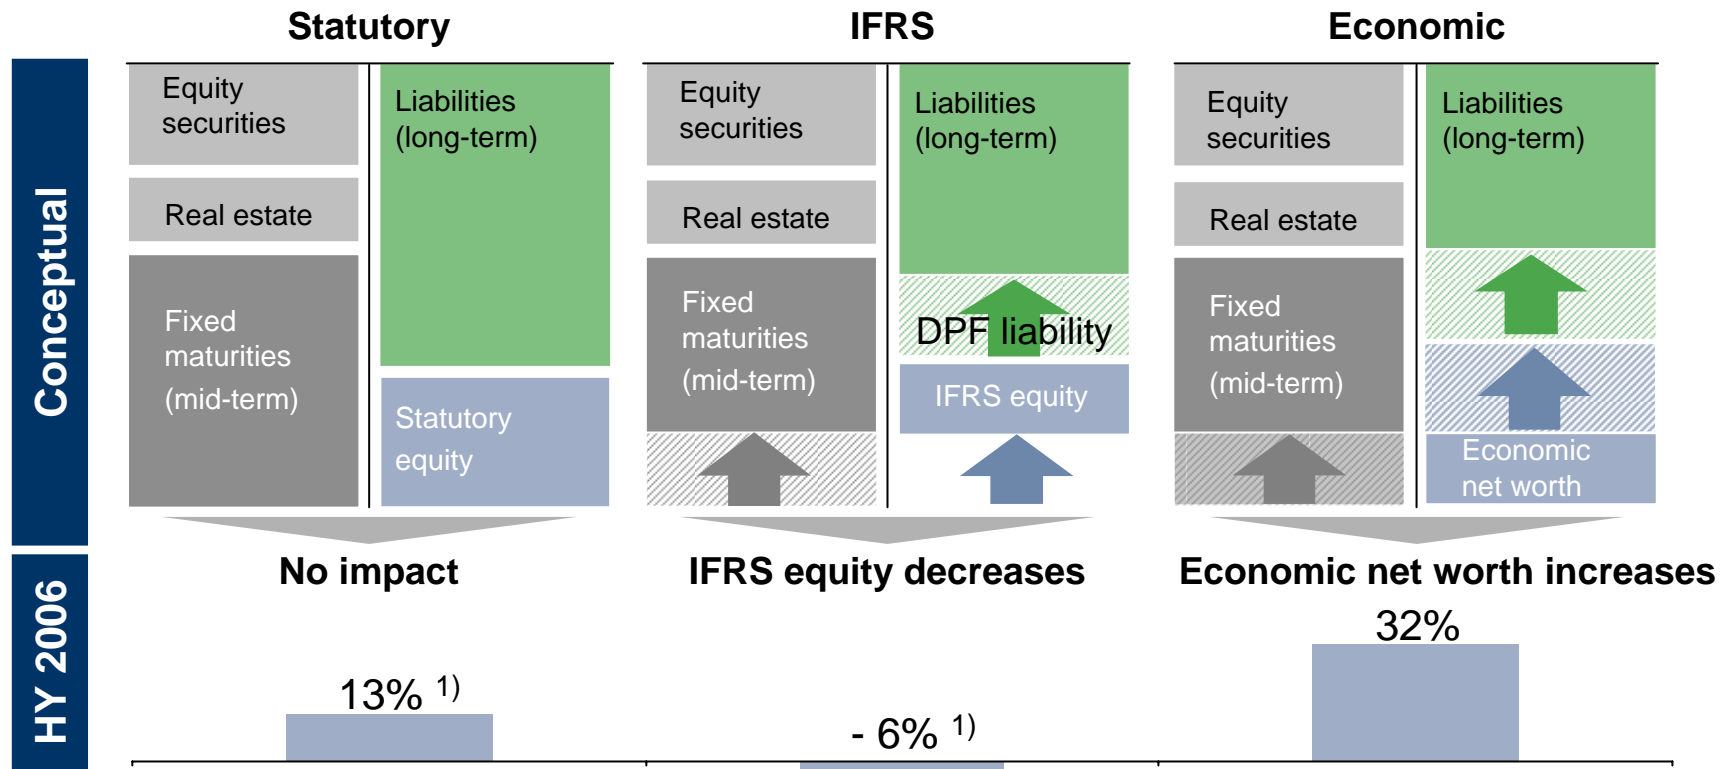 Statutory
IFRS
Economic
Conceptual
Equity
securities
Liabilities
(long-term)
Real estate
Fixed
maturities
(mid-term)
Statutory
equity
Equity
securities
Liabilities
(long-term)
Real estate
Fixed
maturities
(mid-term)
DPF liability
IFRS equity
Equity
securities
Liabilities
(long-term)
Real estate
Fixed
maturities
(mid-term)
Economic
net worth
No impact
IFRS equity decreases
Economic net worth increases
HY 2006
13% 1)
- 6% 1)
32%